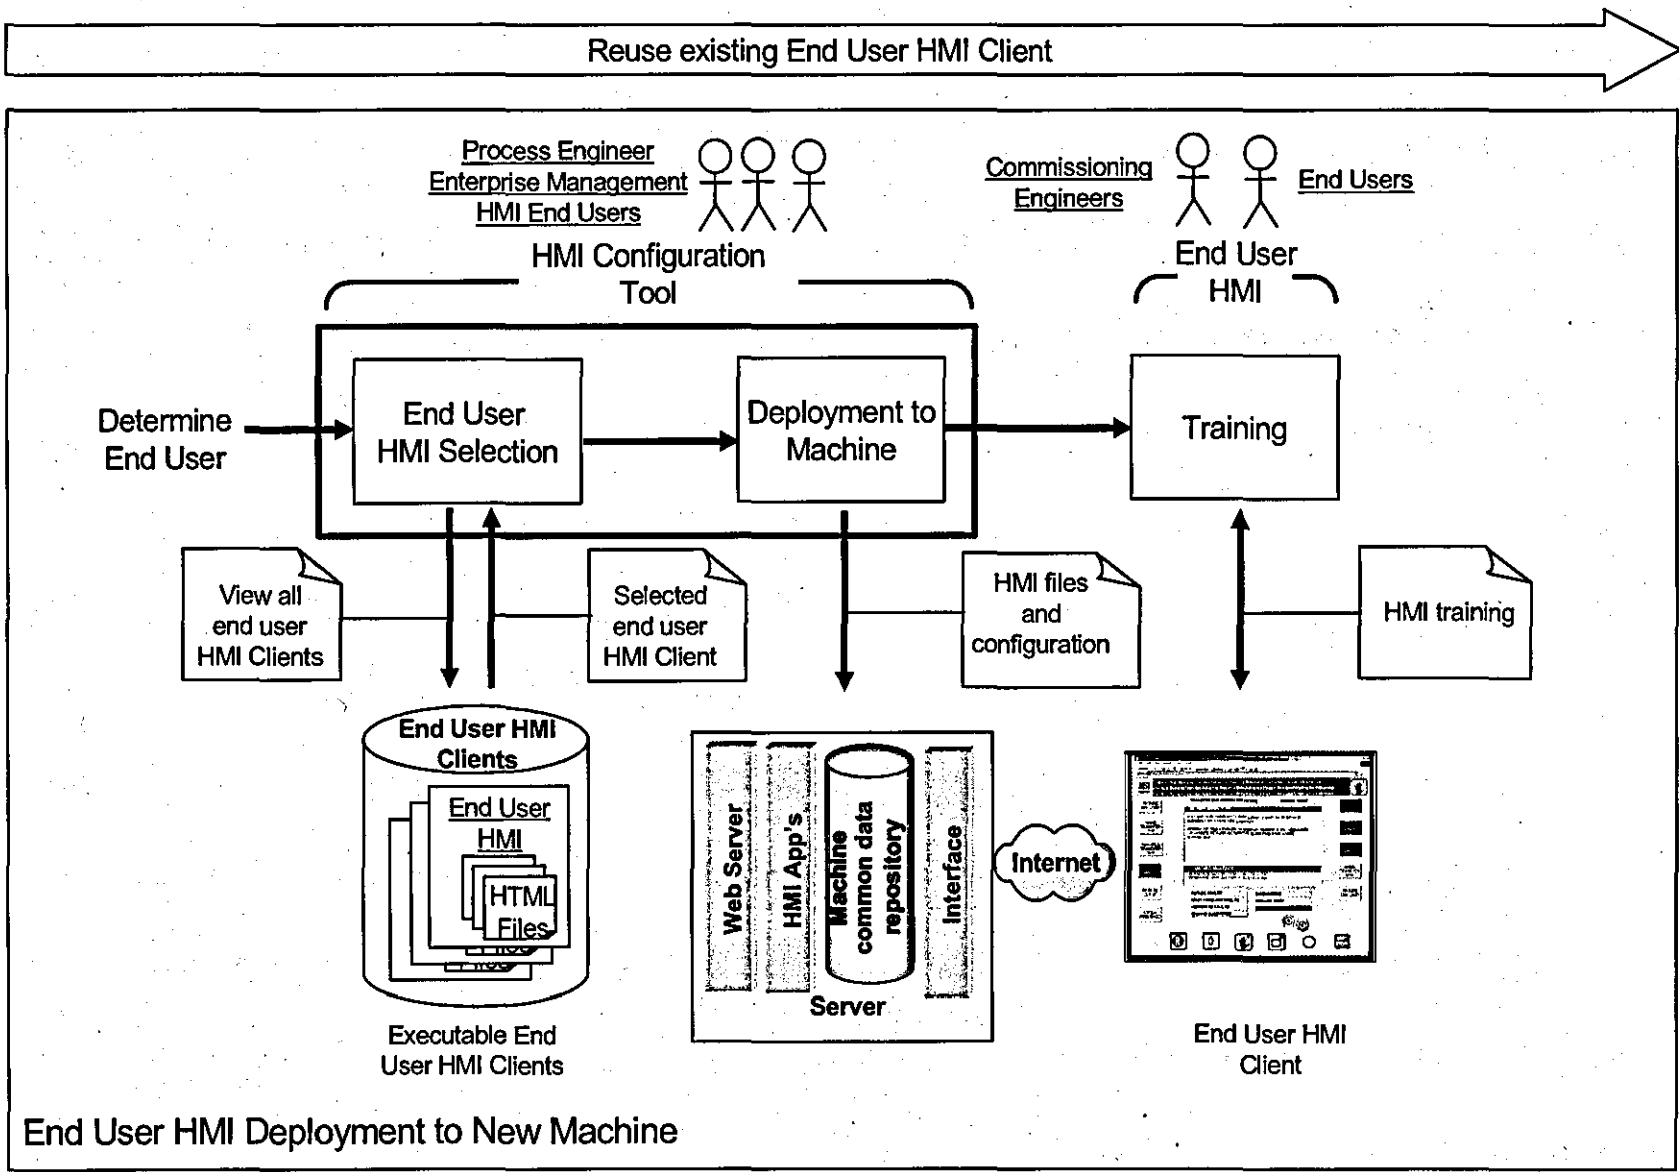 Reuse existing End User HMI Client
Process Engineer
Enterprise Management
HMI End Users
Commissioning
Engineers
End Users
HMI Configuration
Tool
End User
HMI
Determine
End User
End User
HMI Selection
Deployment to
Machine
Training
View all
end user
HMI Clients
Selected
end user
HMI Client
HMI files
and
configuration
HMI training
End User HMI
Clients
End User
HMI
HTML
Files
Web Server
HMI App's
Machine
common data
repository
Interface
Server
Internet
Executable End
User HMI Clients
End User HMI
Client
End User HMI Deployment to New Machine